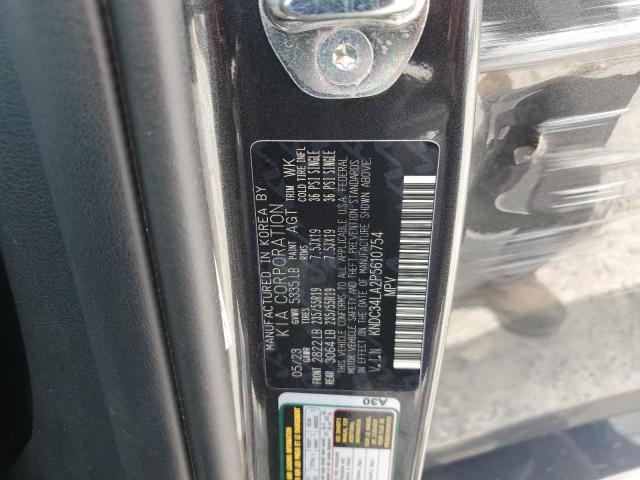 MANUFACTURED IN KOREA BY
KIA CORPORATION
05/23 GVWR 5335 LB PAINT AGT TRIM WK
GAWR TIRES RIMS COLD TIRE INFL
2822 LB 235/55R19 7.5JX19 36 PSI SINGLE
REAR 3064 LB 235/55R19 7.5JX19 36 PSI SINGLE
THIS VEHICLE CONFORMS TO ALL APPLICABLE U.S.A FEDERAL
MOTOR VEHICLE SAFETY, BUMPER, AND THEFT PREVENTION STANDARDS
IN EFFECT ON THE DATE OF MANUFACTURE SHOWN ABOVE.
V.I.N KNDC34LA2P5610754
MPV
A30